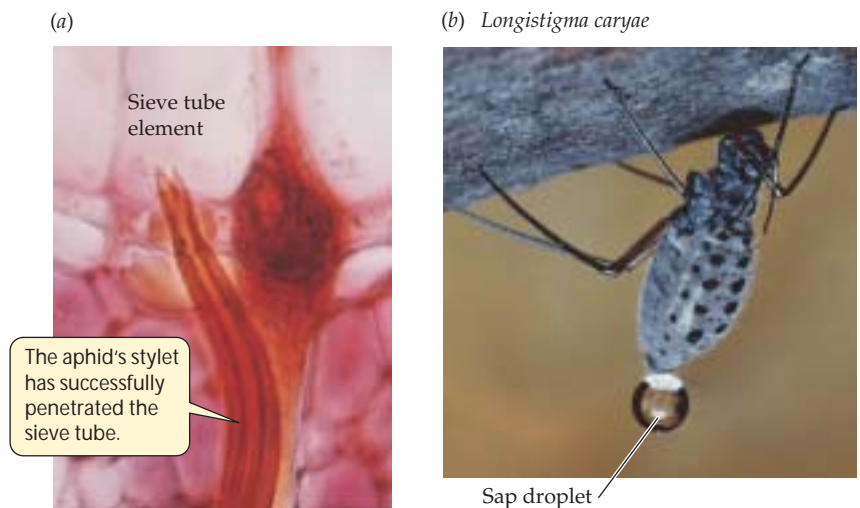 (a)
(b) Longistigma caryae
Sieve tube
element
The aphid's stylet
has successfully
penetrated the
sieve tube.
Sap droplet